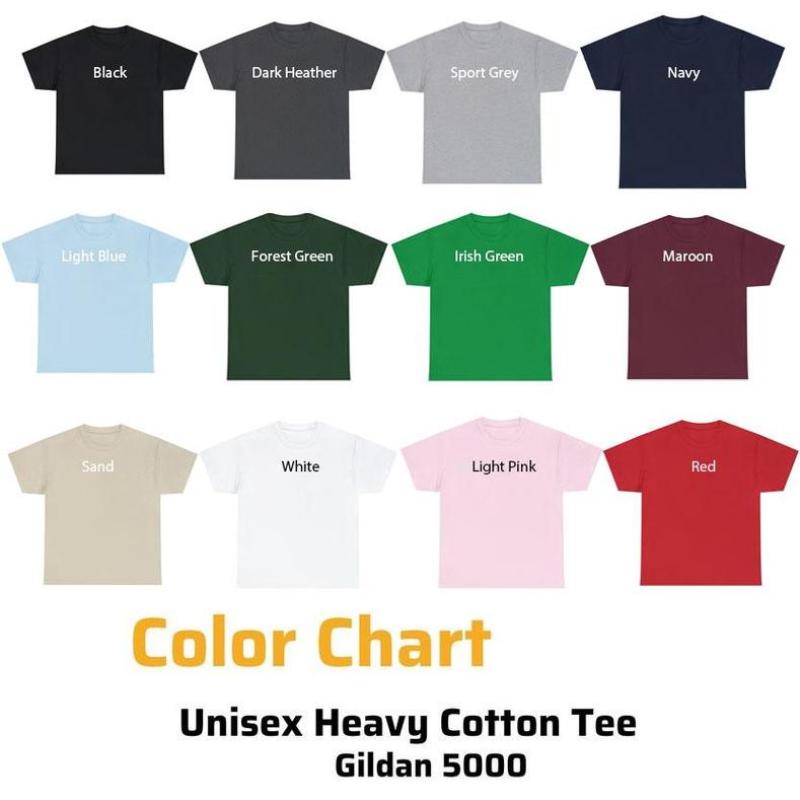 Black
Dark Heather
Sport Grey
Navy
Light Blue
Forest Green
Irish Green
Maroon
Sand
White
Light Pink
Red
Color Chart
Unisex Heavy Cotton Tee
Gildan 5000